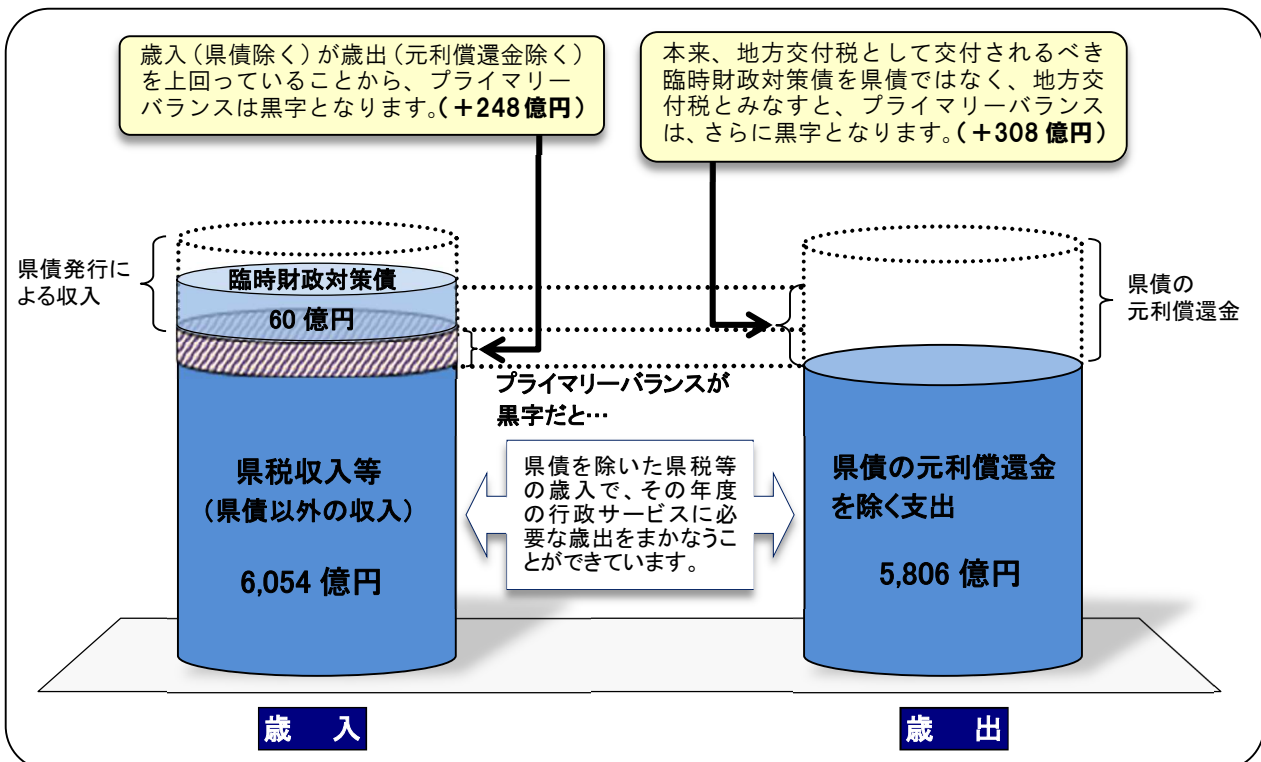 歳入（県債除く）が歳出（元利償還金除く）
を上回っていることから、プライマリー
バランスは黒字となります。（＋248億円）
本来、地方交付税として交付されるべき
臨時財政対策債を県債ではなく、地方交
付税とみなすと、プライマリーバランス
は、さらに黒字となります。（＋308 億円）
県債発行に
よる収入
臨時財政対策債
60 億円
県債の
元利償還金
プライマリーバランスが
黒字だと…
県税収入等
（県債以外の収入）
6,054 億円
県債を除いた県税等
の歳入で、その年度
の行政サービスに必
要な歳出をまかなうこ
とができています。
県債の元利償還金
を除く支出
5,806 億円
歳　入
歳　出